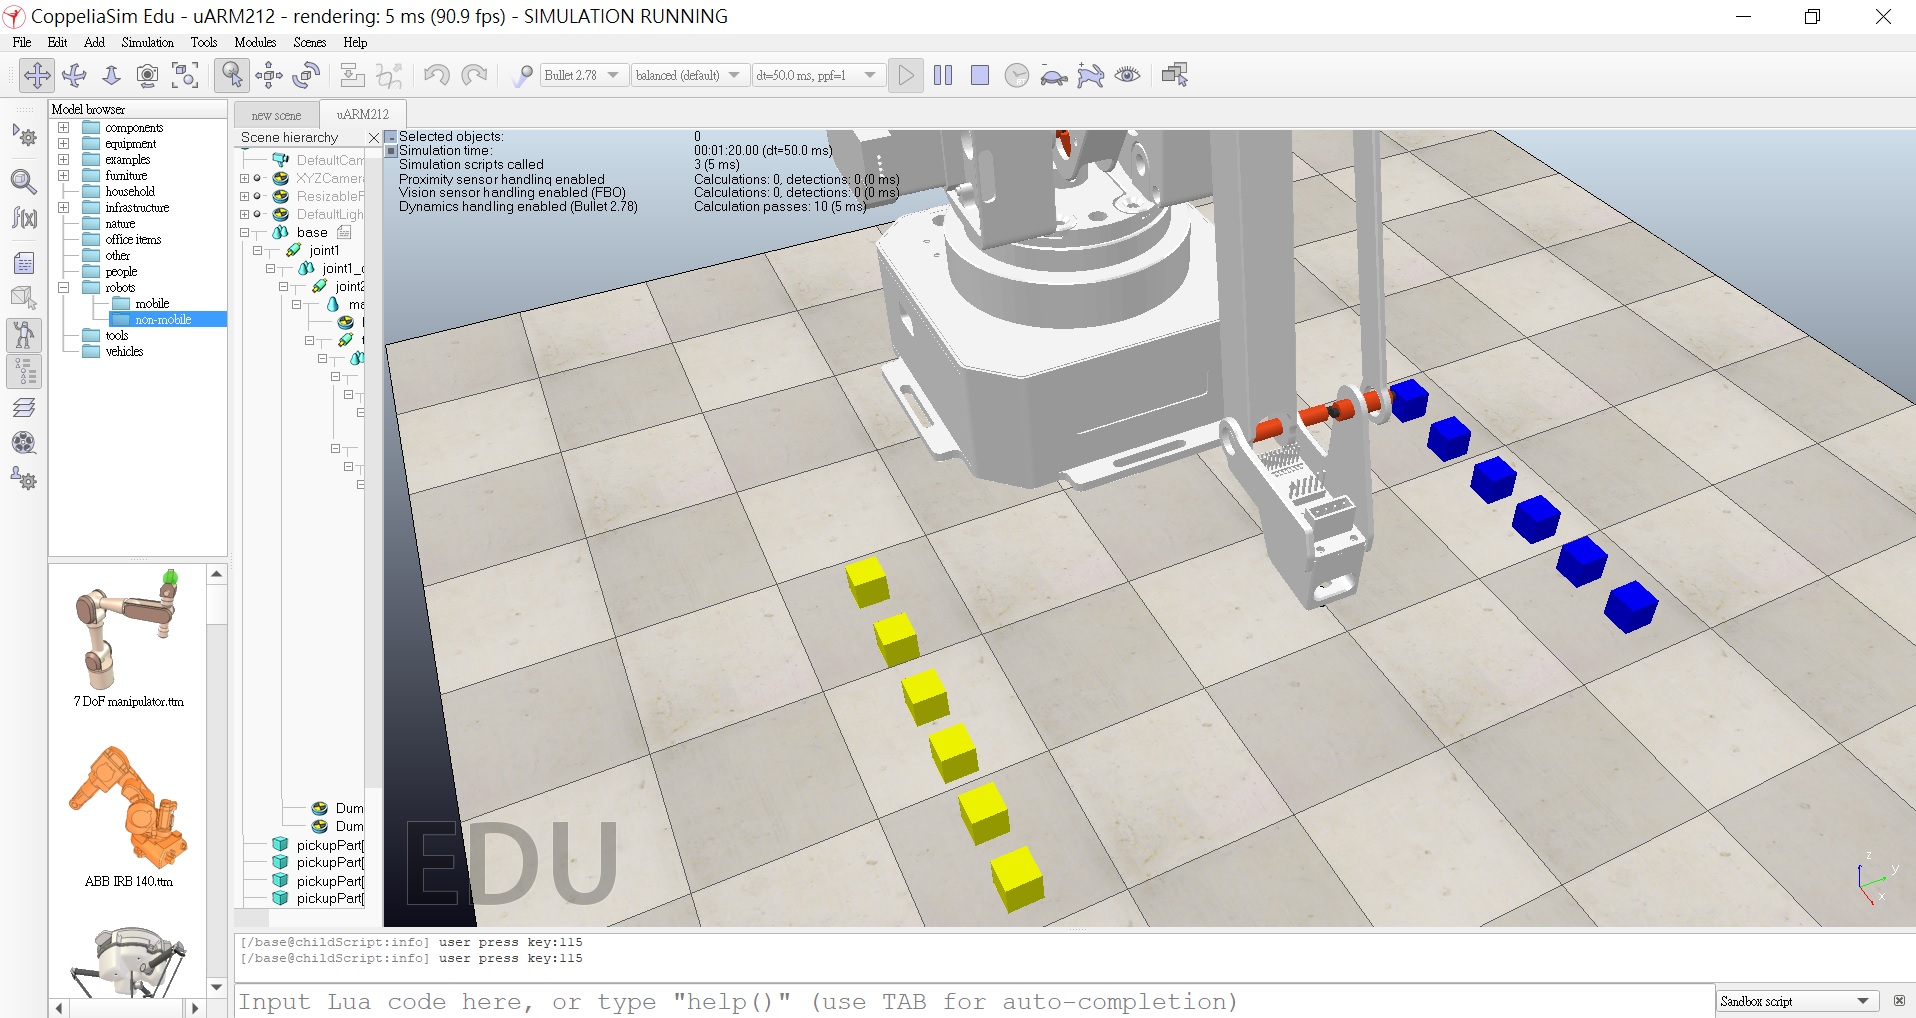 CoppeliaSim Edu - uARM212 - rendering: 5 ms (90.9 fps) - SIMULATION RUNNING
File Edit Add Simulation Tools Modules Scenes Help
Bullet 2.78 balanced (default) dt=50.0 ms, ppf=1
Model browser
components
equipment
examples
furniture
household
infrastructure
nature
office items
other
people
robots
mobile
non-mobile
tools
vehicles
7 DoF manipulator.ttm
ABB IRB 140.ttm
new scene uARM212
Scene hierarchy
DefaultCam
XYZCamera
ResizableF
DefaultLigh
base
joint1
joint1_c
joint2
ma
Dum
Dum
pickupPart[
pickupPart[
pickupPart[
pickupPart[
Selected objects: 0
Simulation time: 00:01:20.00 (dt=50.0 ms)
Simulation scripts called 3 (5 ms)
Proximity sensor handling enabled Calculations: 0, detections: 0 (0 ms)
Vision sensor handling enabled (FBO) Calculations: 0, detections: 0 (0 ms)
Dynamics handling enabled (Bullet 2.78) Calculation passes: 10 (5 ms)
EDU
z
y
x
[/base@childScript:info] user press key:115
[/base@childScript:info] user press key:115
Input Lua code here, or type "help()" (use TAB for auto-completion)
Sandbox script